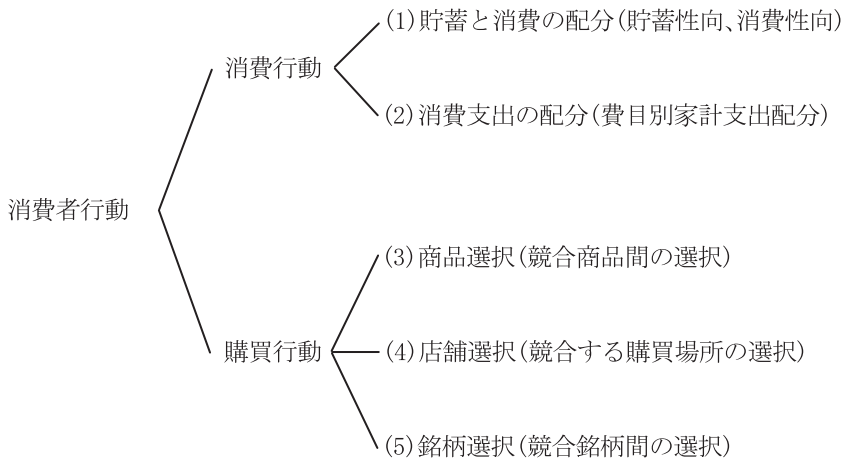 (1)貯蓄と消費の配分(貯蓄性向、消費性向)
消費行動
(2)消費支出の配分(費目別家計支出配分)
消費者行動
(3)商品選択(競合商品間の選択)
購買行動
(4)店舗選択(競合する購買場所の選択)
(5)銘柄選択(競合銘柄間の選択)